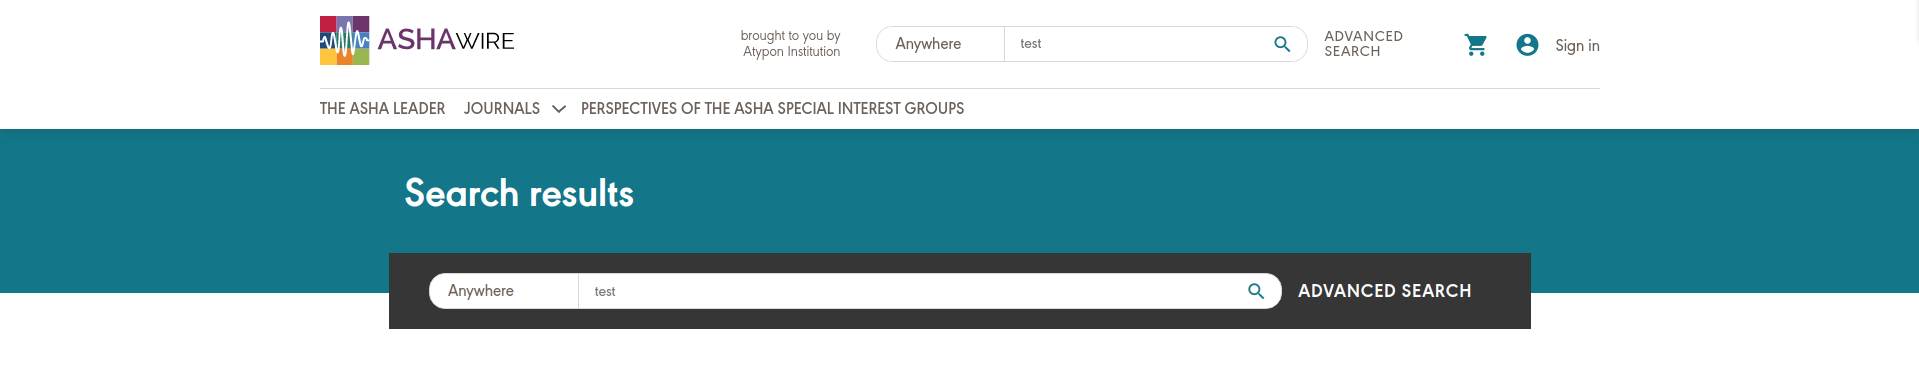 ASHAWIRE
brought to you by
Atypon Institution
Anywhere
test
ADVANCED
SEARCH
Sign in
THE ASHA LEADER
JOURNALS
PERSPECTIVES OF THE ASHA SPECIAL INTEREST GROUPS
Search results
Anywhere
test
ADVANCED SEARCH